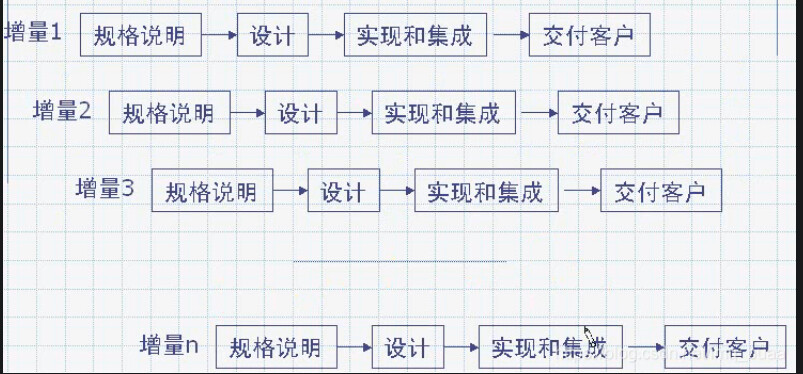 增量1 规格说明 设计 实现和集成 交付客户
增量2 规格说明 设计 实现和集成 交付客户
增量3 规格说明 设计 实现和集成 交付客户
增量n 规格说明 设计 实现和集成 交付客户